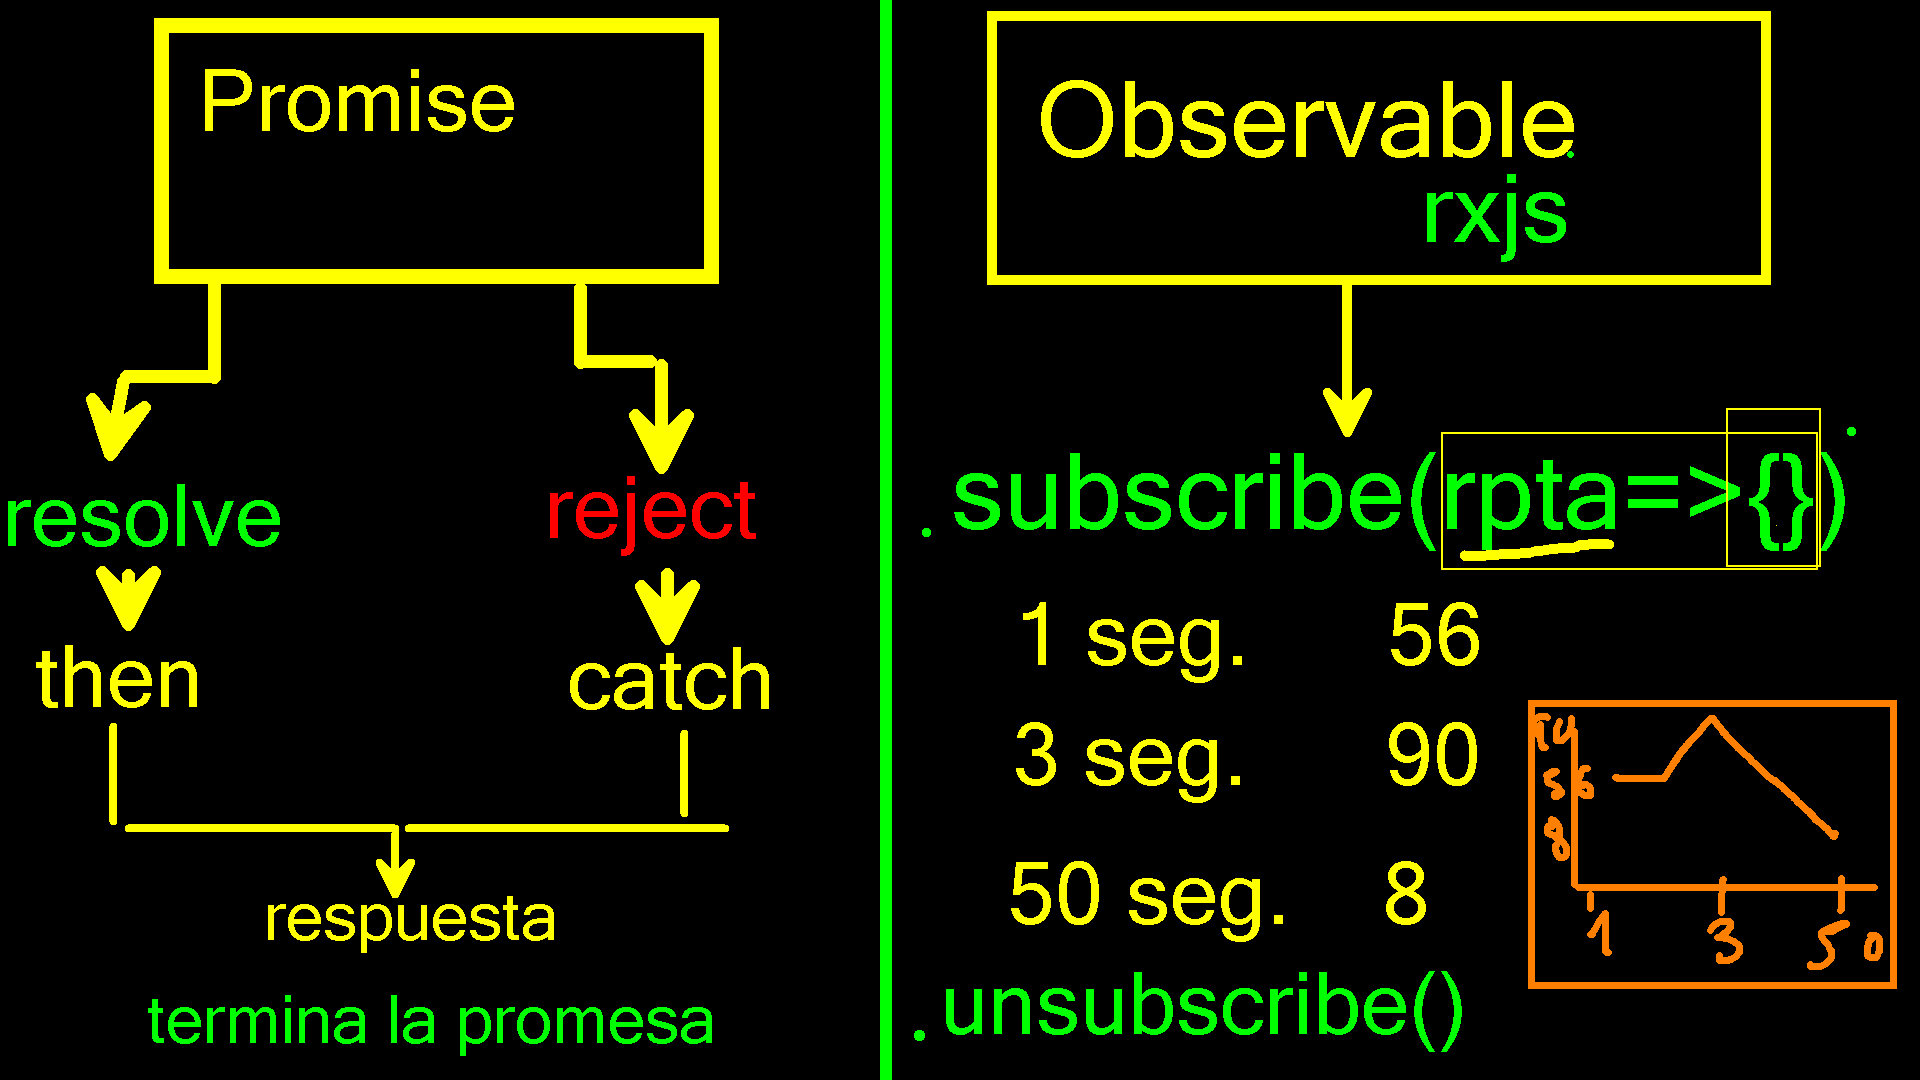 Promise
resolve
reject
then
catch
respuesta
termina la promesa
Observable
rxjs
.subscribe(rpta=>{})
1 seg. 56
3 seg. 90
50 seg. 8
.unsubscribe()
56
8
1 3 50